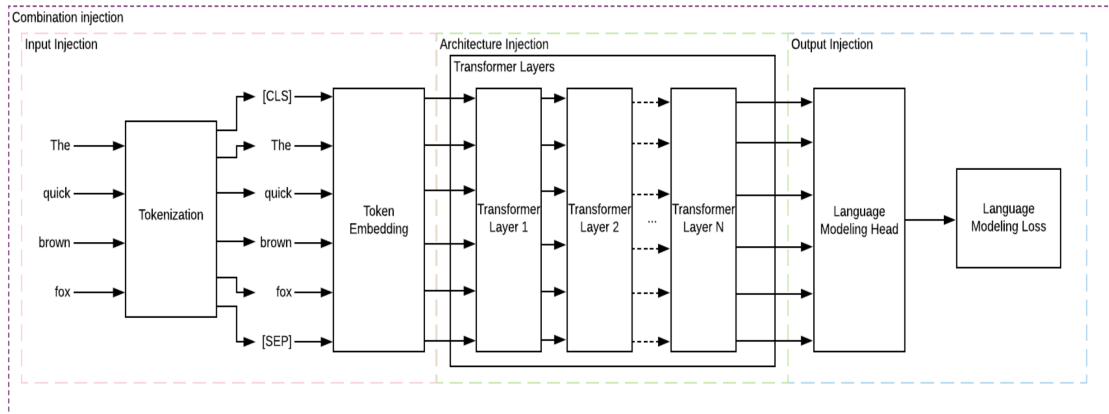 Combination injection
Input Injection
Architecture Injection
Output Injection
Transformer Layers
The
quick
brown
fox
Tokenization
[CLS]
The
quick
brown
fox
[SEP]
Token
Embedding
Transformer
Layer 1
Transformer
Layer 2
...
Transformer
Layer N
Language
Modeling Head
Language
Modeling Loss